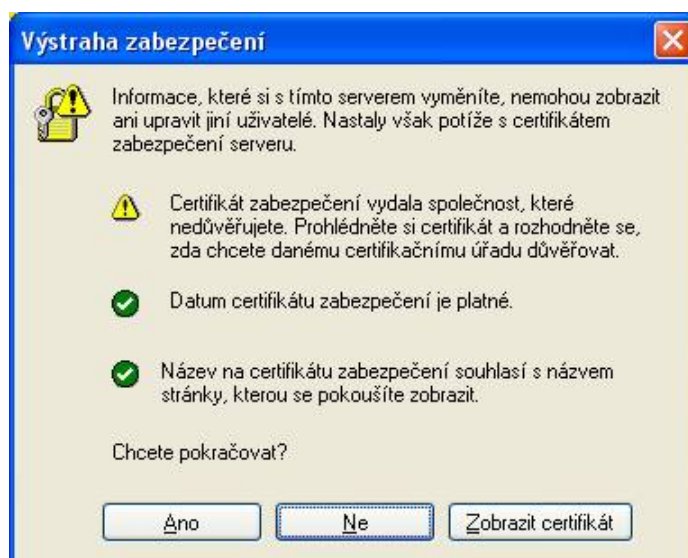 Výstraha zabezpečení
Informace, které si s tímto serverem vyměníte, nemohou zobrazit
ani upravit jiní uživatelé. Nastaly však potíže s certifikátem
zabezpečení serveru.
Certifikát zabezpečení vydala společnost, které
nedůvěřujete. Prohlédněte si certifikát a rozhodněte se,
zda chcete danému certifikačnímu úřadu důvěřovat.
Datum certifikátu zabezpečení je platné.
Název na certifikátu zabezpečení souhlasí s názvem
stránky, kterou se pokoušíte zobrazit.
Chcete pokračovat?
Ano
Ne
Zobrazit certifikát